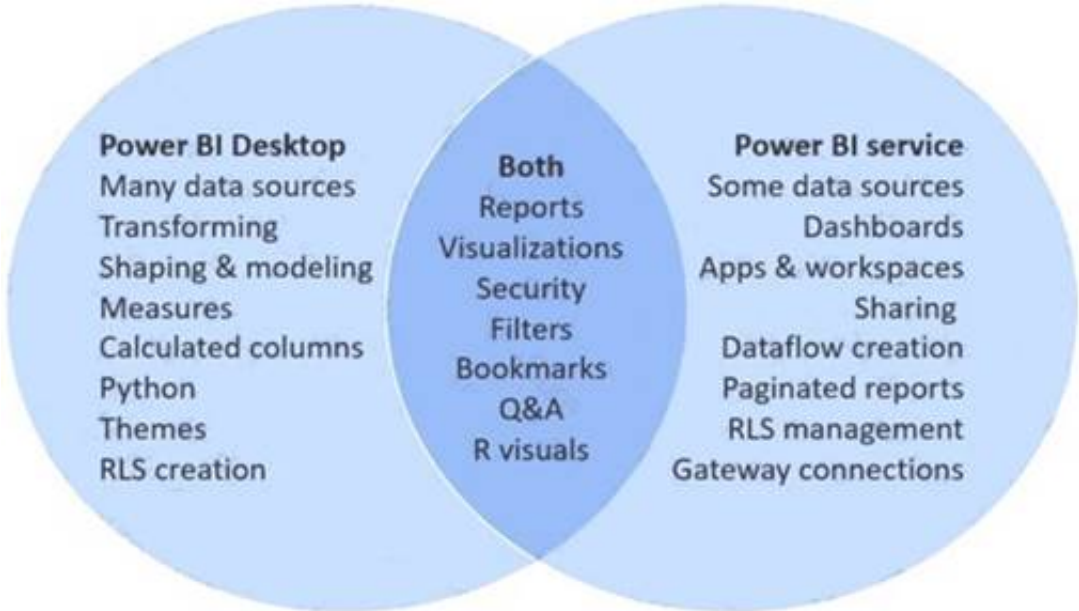 Power BI Desktop
Many data sources
Transforming
Shaping & modeling
Measures
Calculated columns
Python
Themes
RLS creation
Both
Reports
Visualizations
Security
Filters
Bookmarks
Q&A
R visuals
Power BI service
Some data sources
Dashboards
Apps & workspaces
Sharing
Dataflow creation
Paginated reports
RLS management
Gateway connections